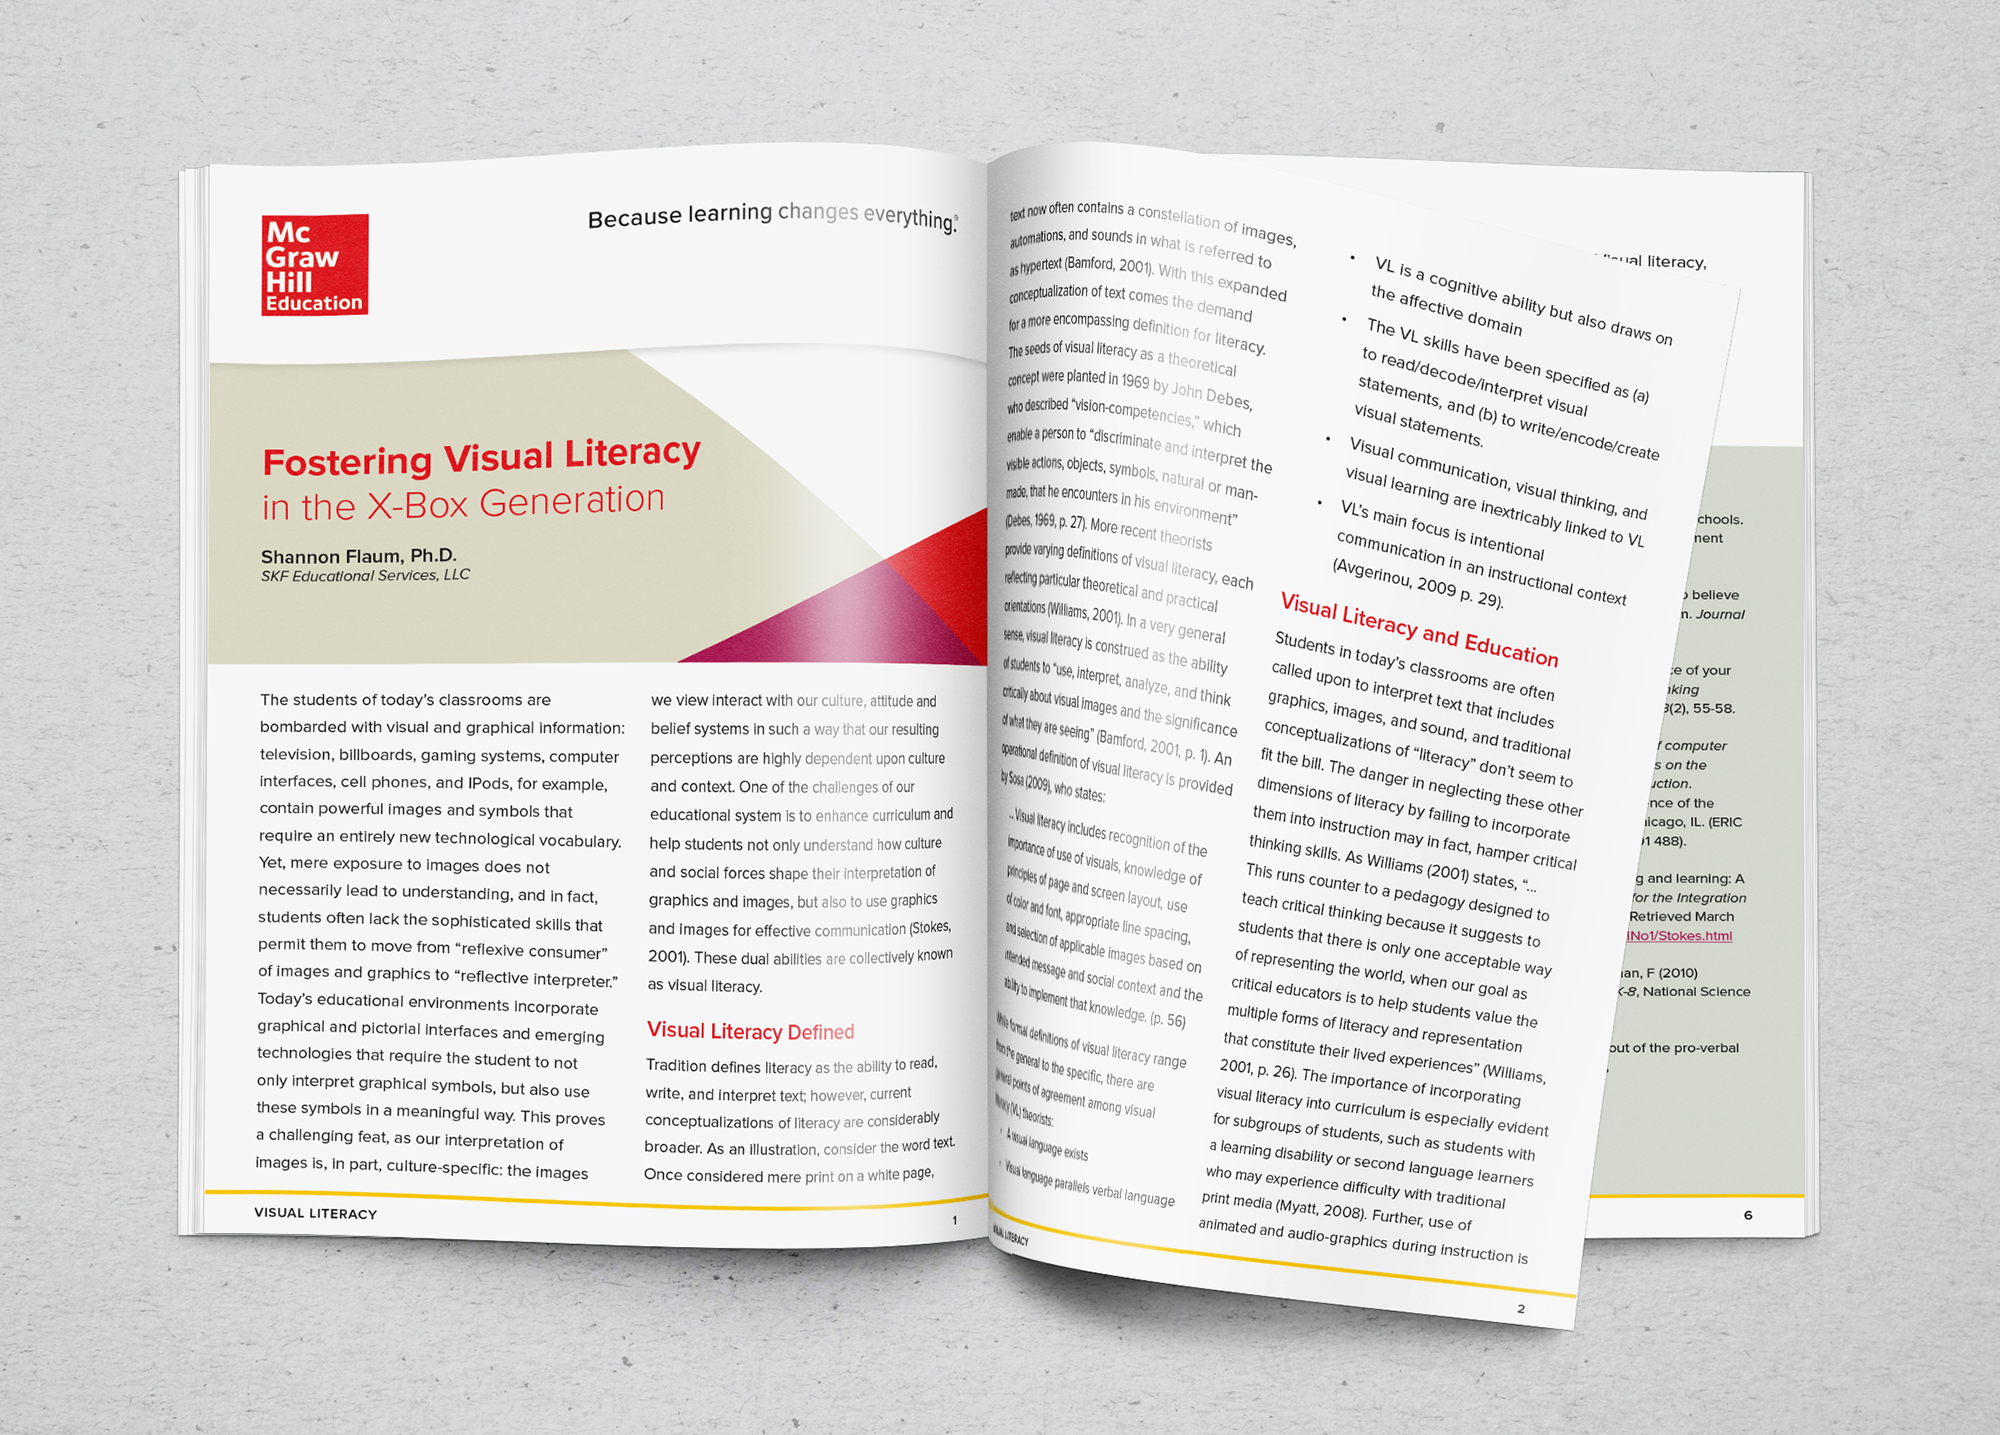 Mc
Graw
Hill
Education
Because learning changes everything.®
Fostering Visual Literacy
in the X-Box Generation
Shannon Flaum, Ph.D.
SKF Educational Services, LLC
The students of today's classrooms are
bombarded with visual and graphical information:
television, billboards, gaming systems, computer
interfaces, cell phones, and IPods, for example,
contain powerful images and symbols that
require an entirely new technological vocabulary.
Yet, mere exposure to images does not
necessarily lead to understanding, and in fact,
students often lack the sophisticated skills that
permit them to move from “reflexive consumer”
of images and graphics to “reflective interpreter.”
Today's educational environments incorporate
graphical and pictorial interfaces and emerging
technologies that require the student to not
only interpret graphical symbols, but also use
these symbols in a meaningful way. This proves
a challenging feat, as our interpretation of
images is, in part, culture-specific: the images
we view interact with our culture, attitude and
belief systems in such a way that our resulting
perceptions are highly dependent upon culture
and context. One of the challenges of our
educational system is to enhance curriculum and
help students not only understand how culture
and social forces shape their interpretation of
graphics and images, but also to use graphics
and images for effective communication (Stokes,
2001). These dual abilities are collectively known
as visual literacy.
Visual Literacy Defined
Tradition defines literacy as the ability to read,
write, and interpret text; however, current
conceptualizations of literacy are considerably
broader. As an illustration, consider the word text.
Once considered mere print on a white page,
VISUAL LITERACY
1
text now often contains a constellation of images,
automations, and sounds in what is referred to
as hypertext (Bamford, 2001). With this expanded
conceptualization of text comes the demand
for a more encompassing definition for literacy.
The seeds of visual literacy as a theoretical
concept were planted in 1969 by John Debes,
who described “vision-competencies,” which
enable a person to “discriminate and interpret the
visible actions, objects, symbols, natural or man-
made, that he encounters in his environment”
(Debes, 1969, p. 27). More recent theorists
provide varying definitions of visual literacy, each
reflecting particular theoretical and practical
orientations (Williams, 2001). In a very general
sense, visual literacy is construed as the ability
of students to “use, interpret, analyze, and think
critically about visual images and the significance
of what they are seeing” (Bamford, 2001, p. 1). An
operational definition of visual literacy is provided
by Sosa (2009), who states:
... Visual literacy includes recognition of the
importance of use of visuals, knowledge of
principles of page and screen layout, use
of color and font, appropriate line spacing,
and selection of applicable images based on
intended message and social context and the
ability to implement that knowledge. (p. 56)
While formal definitions of visual literacy range
from the general to the specific, there are
general points of agreement among visual
literacy (VL) theorists:
• A visual language exists
• Visual language parallels verbal language
• VL is a cognitive ability but also draws on
the affective domain
• The VL skills have been specified as (a)
to read/decode/interpret visual
statements, and (b) to write/encode/create
visual statements.
• Visual communication, visual thinking, and
visual learning are inextricably linked to VL
• VL's main focus is intentional
communication in an instructional context
(Avgerinou, 2009 p. 29).
Visual Literacy and Education
Students in today's classrooms are often
called upon to interpret text that includes
graphics, images, and sound, and traditional
conceptualizations of “literacy” don't seem to
fit the bill. The danger in neglecting these other
dimensions of literacy by failing to incorporate
them into instruction may in fact, hamper critical
thinking skills. As Williams (2001) states, “...
This runs counter to a pedagogy designed to
teach critical thinking because it suggests to
students that there is only one acceptable way
of representing the world, when our goal as
critical educators is to help students value the
multiple forms of literacy and representation
that constitute their lived experiences” (Williams,
2001, p. 26). The importance of incorporating
visual literacy into curriculum is especially evident
for subgroups of students, such as students with
a learning disability or second language learners
who may experience difficulty with traditional
print media (Myatt, 2008). Further, use of
animated and audio-graphics during instruction is
VISUAL LITERACY
2
literacy,
chools.
ment
believe
n. Journal
ce of your
nking
3(2), 55-58.
f computer
s on the
uction.
nce of the
icago, IL. (ERIC
01 488).
g and learning: A
for the Integration
Retrieved March
INo1/Stokes.html
an, F (2010)
K-8, National Science
out of the pro-verbal
6